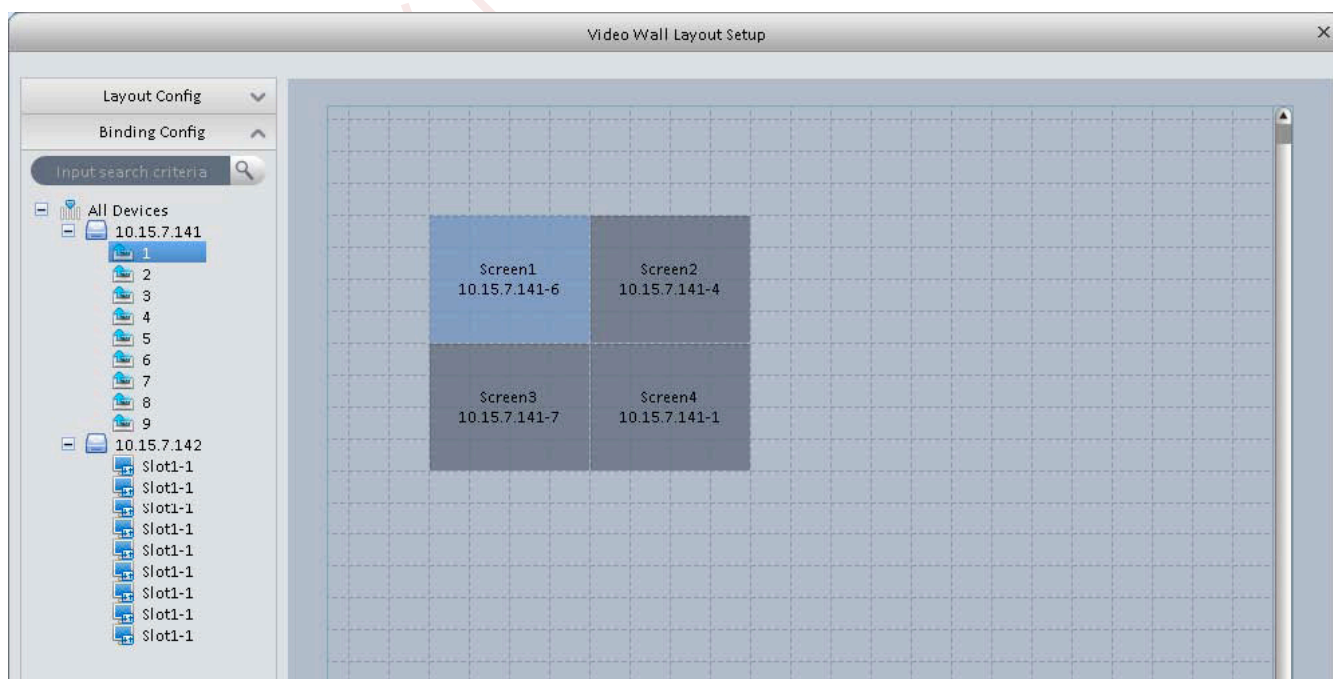 Video Wall Layout Setup
Layout Config
Binding Config
Input search criteria
All Devices
10.15.7.141
1
2
3
4
5
6
7
8
9
10.15.7.142
Slot1-1
Slot1-1
Slot1-1
Slot1-1
Slot1-1
Slot1-1
Slot1-1
Slot1-1
Slot1-1
Screen1
10.15.7.141-6
Screen2
10.15.7.141-4
Screen3
10.15.7.141-7
Screen4
10.15.7.141-1